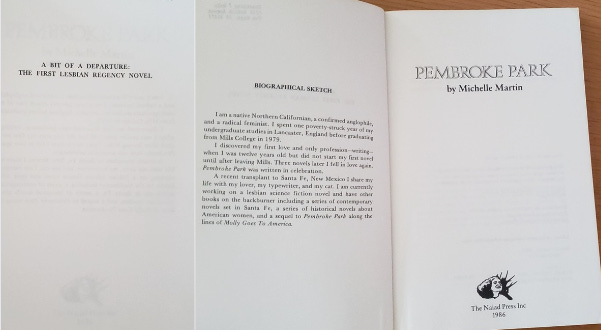 A BIT OF A DEPARTURE:
THE FIRST LESBIAN REGENCY NOVEL
BIOGRAPHICAL SKETCH
I am a native Northern Californian, a confirmed anglophile,
and a radical feminist. I spent one poverty-struck year of my
undergraduate studies in Lancaster, England before graduating
from Mills College in 1979.
I discovered my first love and only profession—writing—
when I was twelve years old but did not start my first novel
until after leaving Mills. Three novels later I fell in love again.
Pembroke Park was written in celebration.
A recent transplant to Santa Fe, New Mexico I share my
life with my lover, my typewriter, and my cat. I am currently
working on a lesbian science fiction novel and have other
books on the backburner including a series of contemporary
novels set in Santa Fe, a series of historical novels about
American women, and a sequel to Pembroke Park along the
lines of Molly Goes To America.
PEMBROKE PARK
by Michelle Martin
The Naiad Press Inc
1986